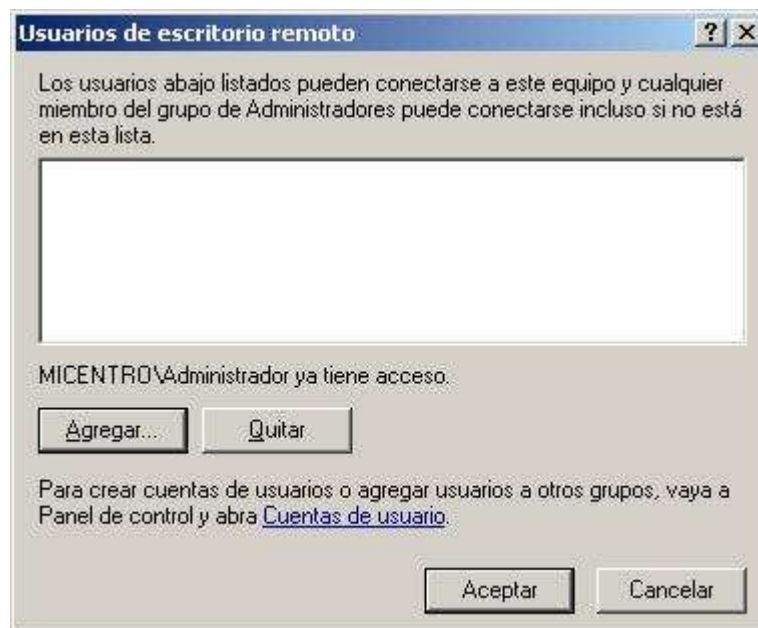 Usuarios de escritorio remoto
Los usuarios abajo listados pueden conectarse a este equipo y cualquier
miembro del grupo de Administradores puede conectarse incluso si no está
en esta lista.
MICENTRO\Administrador ya tiene acceso.
Agregar... Quitar
Para crear cuentas de usuarios o agregar usuarios a otros grupos, vaya a
Panel de control y abra Cuentas de usuario.
Aceptar Cancelar